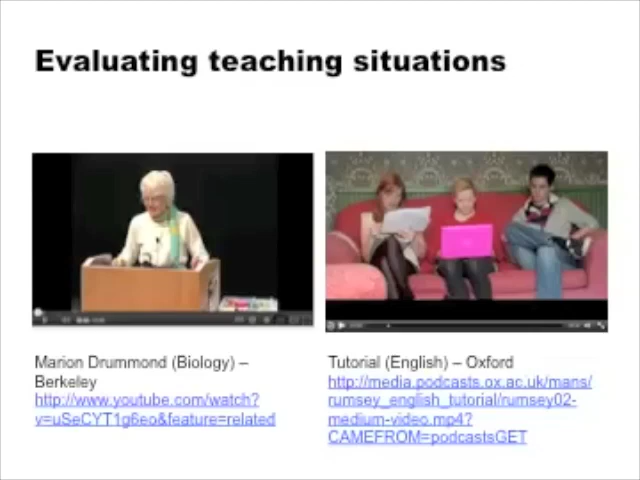 Evaluating teaching situations
Marion Drummond (Biology) –
Berkeley
http://www.youtube.com/watch?
v=uSeCYT1g6eo&feature=related
Tutorial (English) – Oxford
http://media.podcasts.ox.ac.uk/mans/
rumsey_english_tutorial/rumsey02-
medium-video.mp4?
CAMEFROM=podcastsGET